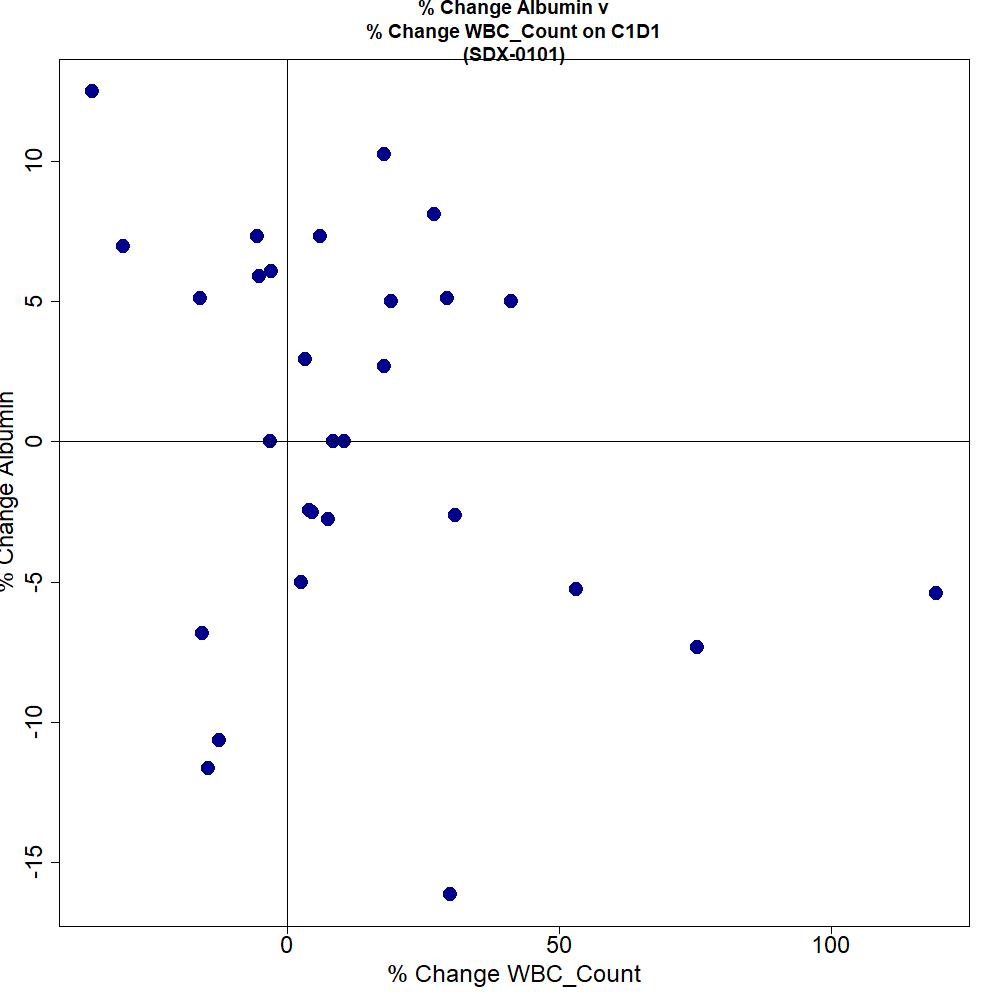 % Change Albumin v
% Change WBC_Count on C1D1
(SDX-0101)
% Change Albumin
10
5
0
-5
-10
-15
0
50
100
% Change WBC_Count